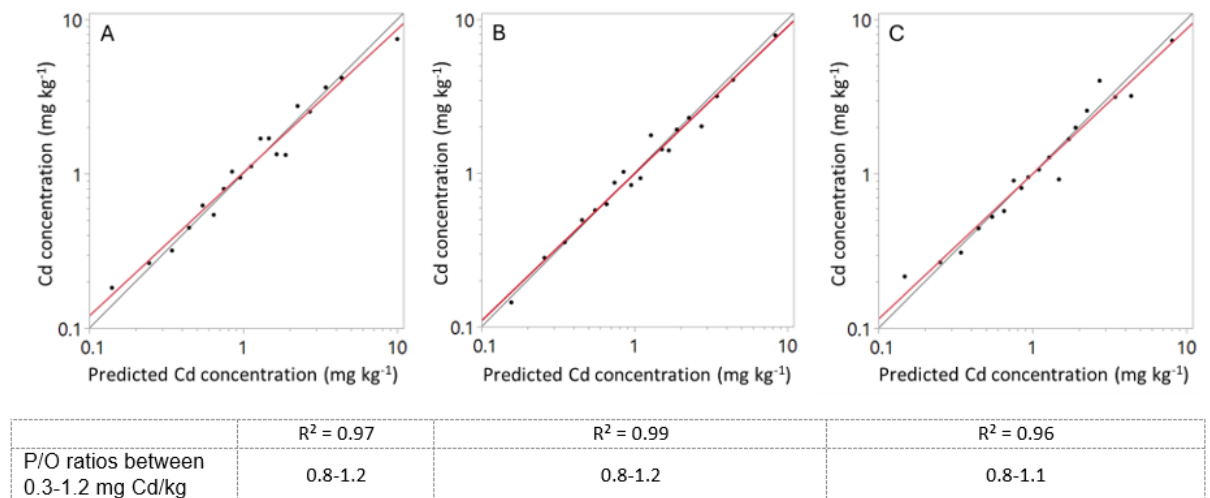 A
Cd concentration (mg kg⁻¹)
10
1
0.1
0.1 1 10
Predicted Cd concentration (mg kg⁻¹)
B
Cd concentration (mg kg⁻¹)
10
1
0.1
0.1 1 10
Predicted Cd concentration (mg kg⁻¹)
C
Cd concentration (mg kg⁻¹)
10
1
0.1
0.1 1 10
Predicted Cd concentration (mg kg⁻¹)
R² = 0.97 R² = 0.99 R² = 0.96
P/O ratios between
0.3-1.2 mg Cd/kg
0.8-1.2 0.8-1.2 0.8-1.1